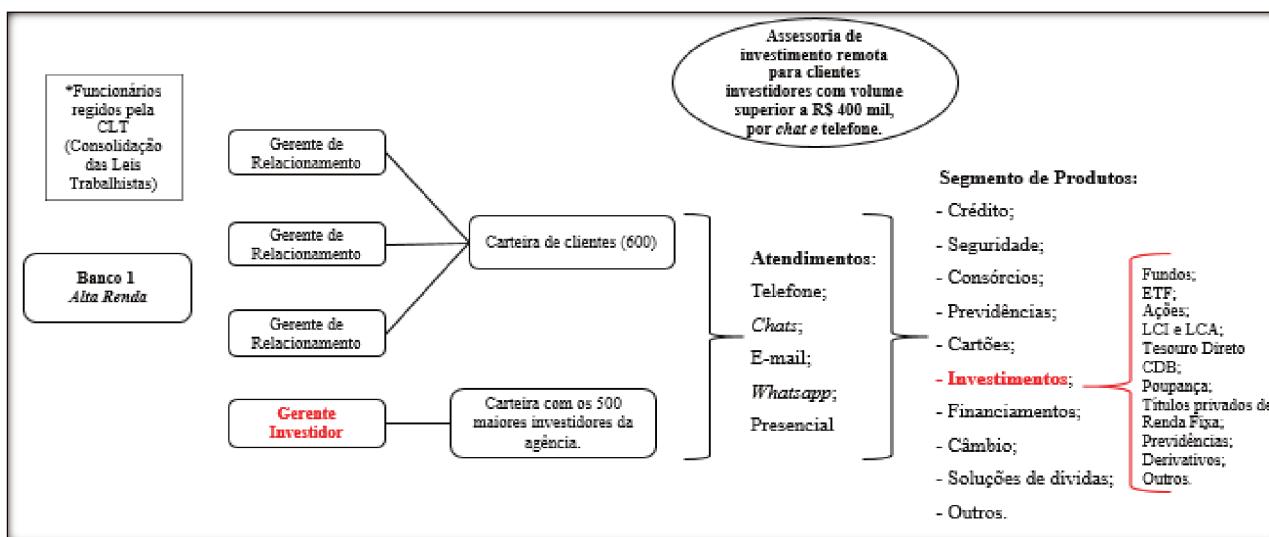 Assessoria de
investimento remota
para clientes
investidores com volume
superior a R$ 400 mil,
por chat e telefone.
*Funcionários
regidos pela
CLT
(Consolidação
das Leis
Trabalhistas)
Banco 1
Alta Renda
Gerente de
Relacionamento
Gerente de
Relacionamento
Gerente de
Relacionamento
Gerente
Investidor
Carteira de clientes (600)
Carteira com os 500
maiores investidores da
agência.
Atendimentos:
Telefone;
Chats;
E-mail;
Whatsapp;
Presencial
Segmento de Produtos:
- Crédito;
- Seguridade;
- Consórcios;
- Previdências;
- Cartões;
- Investimentos;
- Financiamentos;
- Câmbio;
- Soluções de dívidas;
- Outros.
Fundos;
ETF;
Ações;
LCI e LCA;
Tesouro Direto
CDB;
Poupança;
Títulos privados de
Renda Fixa;
Previdências;
Derivativos;
Outros.